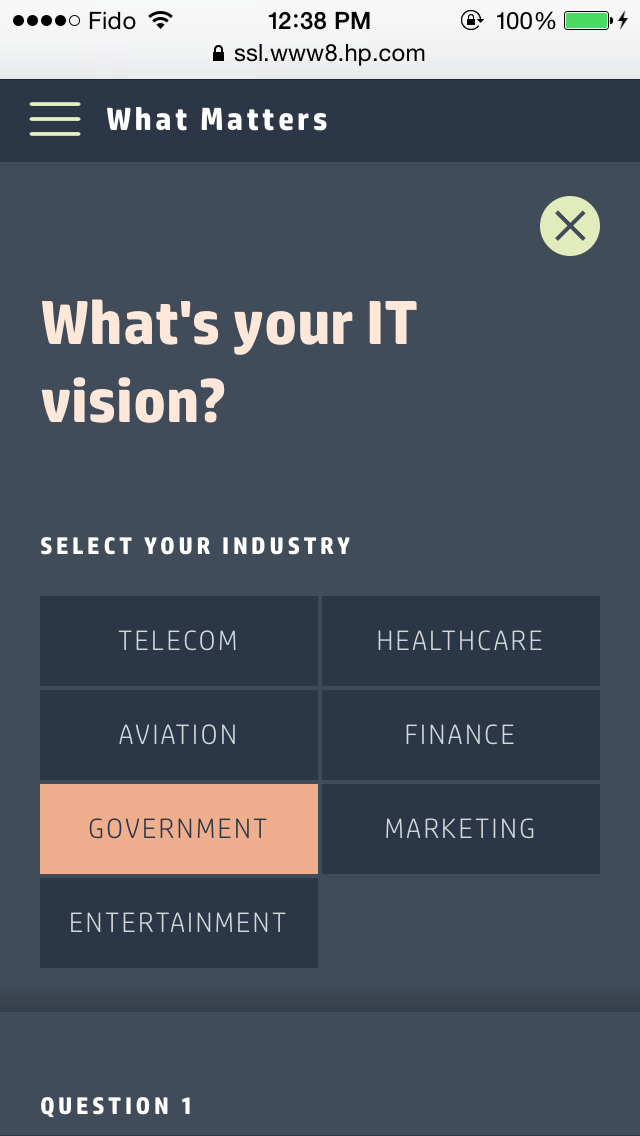 Fido 12:38 PM 100%
ssl.www8.hp.com
What Matters
What's your IT
vision?
SELECT YOUR INDUSTRY
TELECOM HEALTHCARE
AVIATION FINANCE
GOVERNMENT MARKETING
ENTERTAINMENT
QUESTION 1